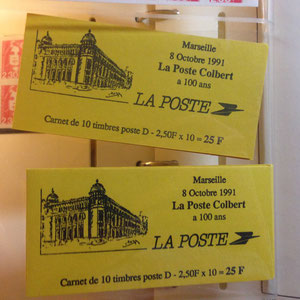 Marseille
8 Octobre 1991
La Poste Colbert
a 100 ans
LA POSTE
Carnet de 10 timbres poste D - 2,50F x 10 = 25 F
Marseille
8 Octobre 1991
La Poste Colbert
a 100 ans
LA POSTE
Carnet de 10 timbres poste D - 2,50F x 10 = 25 F